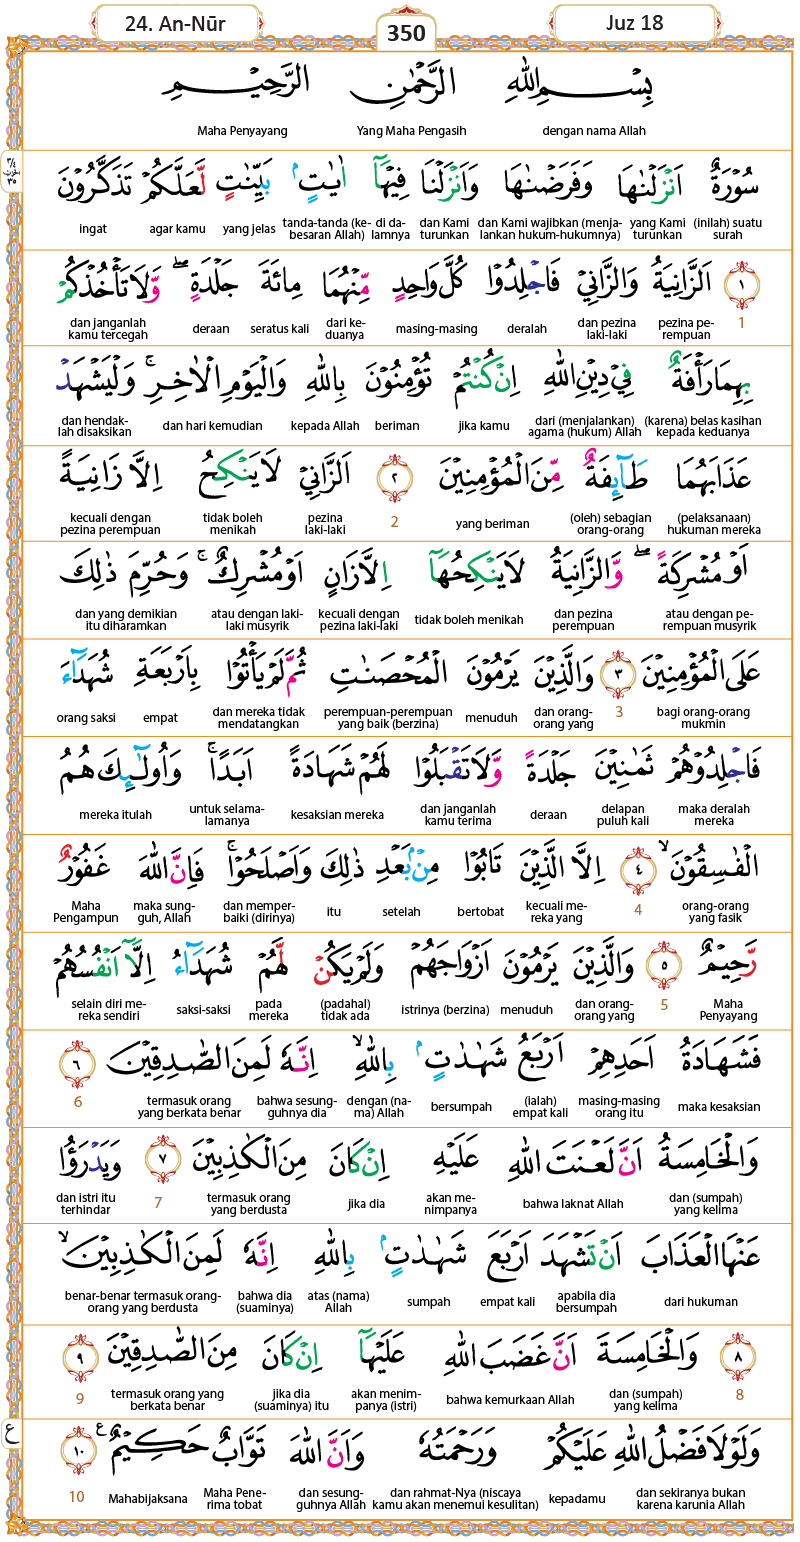 24. An-Nūr 350 Juz 18
بِسْمِ اللّٰهِ الرَّحْمٰنِ الرَّحِيْمِ
dengan nama Allah Yang Maha Pengasih Maha Penyayang
سُوْرَةٌ اَنْزَلْنٰهَا وَفَرَضْنٰهَا وَاَنْزَلْنَا فِيْهَآ اٰيٰتٍۢ بَيِّنٰتٍ لَّعَلَّكُمْ تَذَكَّرُوْنَ
(inilah) suatu surah yang Kami turunkan dan Kami wajibkan (menjalankan hukum-hukumnya) dan Kami turunkan di dalamnya tanda-tanda (kebesaran Allah) yang jelas agar kamu ingat
١ اَلزَّانِيَةُ وَالزَّانِيْ فَاجْلِدُوْا كُلَّ وَاحِدٍ مِّنْهُمَا مِائَةَ جَلْدَةٍۖ وَّلَا تَأْخُذْكُمْ
1 pezina perempuan dan pezina laki-laki deralah masing-masing dari keduanya seratus kali deraan dan janganlah kamu tercegah
بِهِمَا رَأْفَةٌ فِيْ دِيْنِ اللّٰهِ اِنْ كُنْتُمْ تُؤْمِنُوْنَ بِاللّٰهِ وَالْيَوْمِ الْاٰخِرِۚ وَلْيَشْهَدْ
(karena) belas kasihan kepada keduanya dari (menjalankan) agama (hukum) Allah jika kamu beriman kepada Allah dan hari kemudian dan hendaklah disaksikan
عَذَابَهُمَا طَآئِفَةٌ مِّنَ الْمُؤْمِنِيْنَ ٢ اَلزَّانِيْ لَا يَنْكِحُ اِلَّا زَانِيَةً
(pelaksanaan) hukuman mereka (oleh) sebagian orang-orang yang beriman 2 pezina laki-laki tidak boleh menikah kecuali dengan pezina perempuan
اَوْ مُشْرِكَةًۖ وَّالزَّانِيَةُ لَا يَنْكِحُهَآ اِلَّا زَانٍ اَوْ مُشْرِكٌۚ وَحُرِّمَ ذٰلِكَ
atau dengan perempuan musyrik dan pezina perempuan tidak boleh menikah kecuali dengan pezina laki-laki atau dengan laki-laki musyrik dan yang demikian itu diharamkan
عَلَى الْمُؤْمِنِيْنَ ٣ وَالَّذِيْنَ يَرْمُوْنَ الْمُحْصَنٰتِ ثُمَّ لَمْ يَأْتُوْا بِاَرْبَعَةِ شُهَدَآءَ
bagi orang-orang mukmin 3 dan orang-orang yang menuduh perempuan-perempuan yang baik (berzina) dan mereka tidak mendatangkan empat orang saksi
فَاجْلِدُوْهُمْ ثَمٰنِيْنَ جَلْدَةً وَّلَا تَقْبَلُوْا لَهُمْ شَهَادَةً اَبَدًاۚ وَاُولٰۤىِٕكَ هُمُ
maka deralah mereka delapan puluh kali deraan dan janganlah kamu terima kesaksian mereka untuk selama-lamanya mereka itulah
الْفٰسِقُوْنَۙ ٤ اِلَّا الَّذِيْنَ تَابُوْا مِنْۢ بَعْدِ ذٰلِكَ وَاَصْلَحُوْاۚ فَاِنَّ اللّٰهَ غَفُوْرٌ
orang-orang yang fasik 4 kecuali mereka yang bertobat setelah itu dan memperbaiki (dirinya) maka sungguh, Allah Maha Pengampun
رَّحِيْمٌ ٥ وَالَّذِيْنَ يَرْمُوْنَ اَزْوَاجَهُمْ وَلَمْ يَكُنْ لَّهُمْ شُهَدَآءُ اِلَّآ اَنْفُسُهُمْ
Maha Penyayang 5 dan orang-orang yang menuduh istrinya (berzina) (padahal) tidak ada pada mereka saksi-saksi selain diri mereka sendiri
فَشَهَادَةُ اَحَدِهِمْ اَرْبَعُ شَهٰدٰتٍۢ بِاللّٰهِۙ اِنَّهٗ لَمِنَ الصّٰدِقِيْنَ ٦
maka kesaksian masing-masing orang itu (ialah) empat kali bersumpah dengan (nama) Allah bahwa sesungguhnya dia termasuk orang yang berkata benar 6
وَالْخَامِسَةُ اَنَّ لَعْنَتَ اللّٰهِ عَلَيْهِ اِنْ كَانَ مِنَ الْكٰذِبِيْنَ ٧ وَيَدْرَؤُا
dan (sumpah) yang kelima bahwa laknat Allah akan menimpanya jika dia termasuk orang yang berdusta 7 dan istri itu terhindar
عَنْهَا الْعَذَابَ اَنْ تَشْهَدَ اَرْبَعَ شَهٰدٰتٍۢ بِاللّٰهِ اِنَّهٗ لَمِنَ الْكٰذِبِيْنَۙ
dari hukuman apabila dia bersumpah empat kali sumpah atas (nama) Allah bahwa dia (suaminya) benar-benar termasuk orang-orang yang berdusta
٨ وَالْخَامِسَةَ اَنَّ غَضَبَ اللّٰهِ عَلَيْهَآ اِنْ كَانَ مِنَ الصّٰدِقِيْنَ ٩
8 dan (sumpah) yang kelima bahwa kemurkaan Allah akan menimpanya (istri) jika dia (suaminya) itu termasuk orang yang berkata benar 9
وَلَوْلَا فَضْلُ اللّٰهِ عَلَيْكُمْ وَرَحْمَتُهٗ وَاَنَّ اللّٰهَ تَوَّابٌ حَكِيْمٌ ࣖ ١٠
dan sekiranya bukan karena karunia Allah kepadamu dan rahmat-Nya (niscaya kamu akan menemui kesulitan) dan sesungguhnya Allah Maha Penerima tobat Mahabijaksana 10
ع